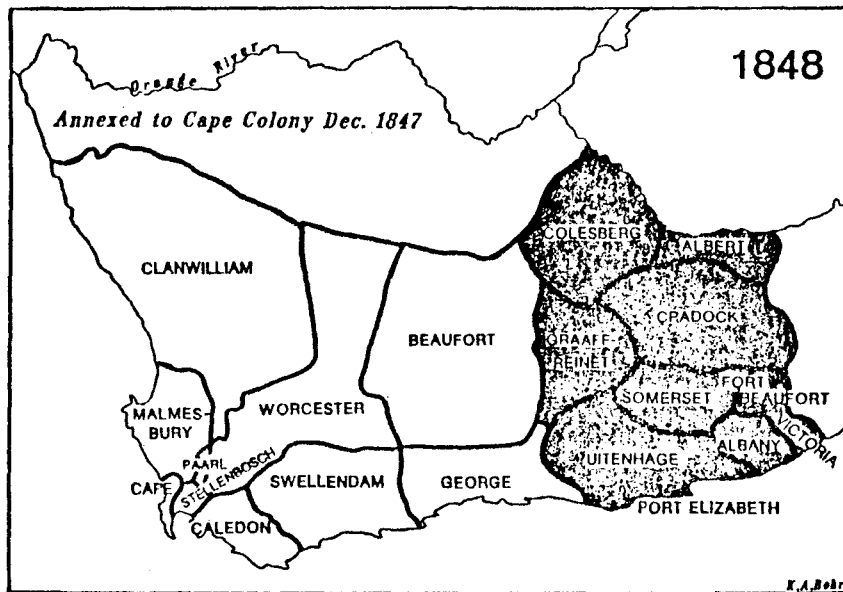 1848
Orange River
Annexed to Cape Colony Dec. 1847
COLESBERG
ALBERT
CLANWILLIAM
CRADOCK
BEAUFORT
GRAAFF-
REINET
FORT
BEAUFORT
SOMERSET
VICTORIA
MALMES-
BURY
WORCESTER
ALBANY
PAARL
STELLENBOSCH
UITENHAGE
CAPE
SWELLENDAM
GEORGE
CALEDON
PORT ELIZABETH
K.A.Bohr